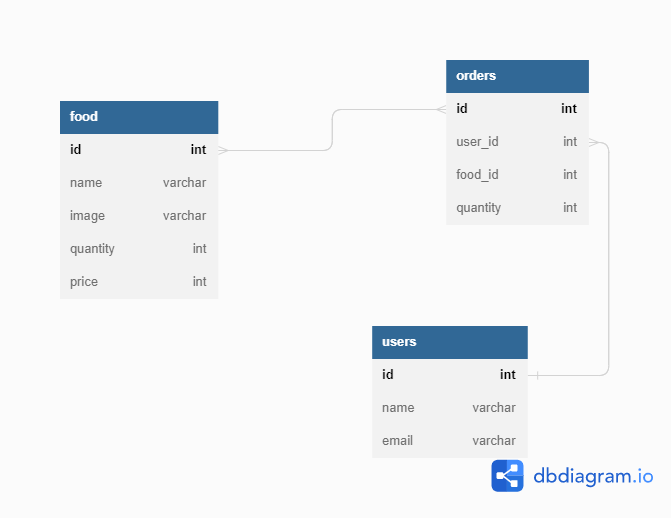 food
id int
name varchar
image varchar
quantity int
price int
orders
id int
user_id int
food_id int
quantity int
users
id int
name varchar
email varchar
dbdiagram.io